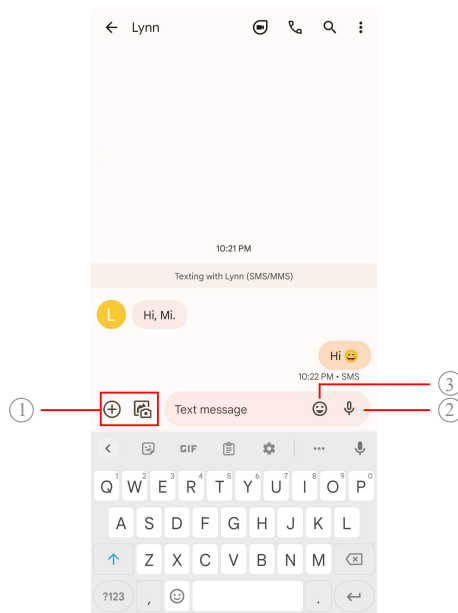 Lynn
10:21 PM
Texting with Lynn (SMS/MMS)
L
Hi, Mi.
Hi 😄
10:22 PM • SMS
3
1
Text message
2
GIF
Q1 W2 E3 R4 T5 Y6 U7 I8 O9 P0
A S D F G H J K L
Z X C V B N M
?123 , .